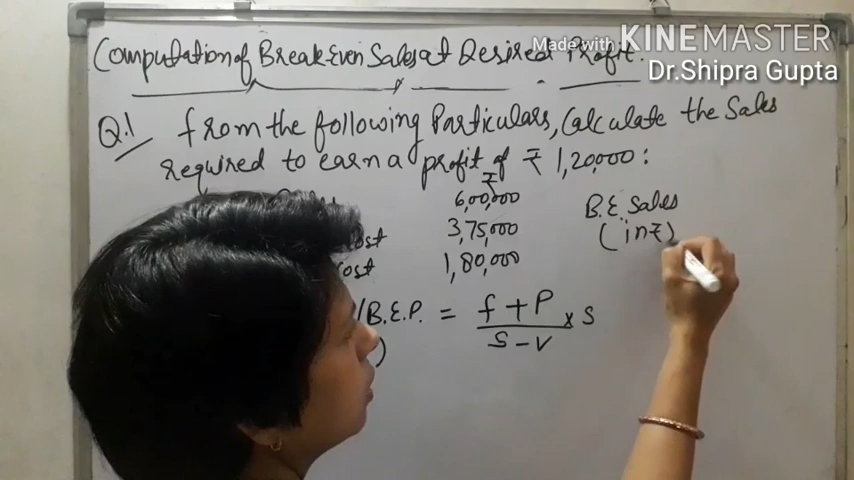 Made with KINEMASTER
Dr.Shipra Gupta
Computation of Break-Even Sales at Desired Profit.
Q.1 from the following Particulars, Calculate the Sales
required to earn a profit of ₹ 1,20,000:
₹
6,00,000
cost 3,75,000
cost 1,80,000
B.E. Sales
(in ₹)
/B.E.P. = f + P / S - V × S
)